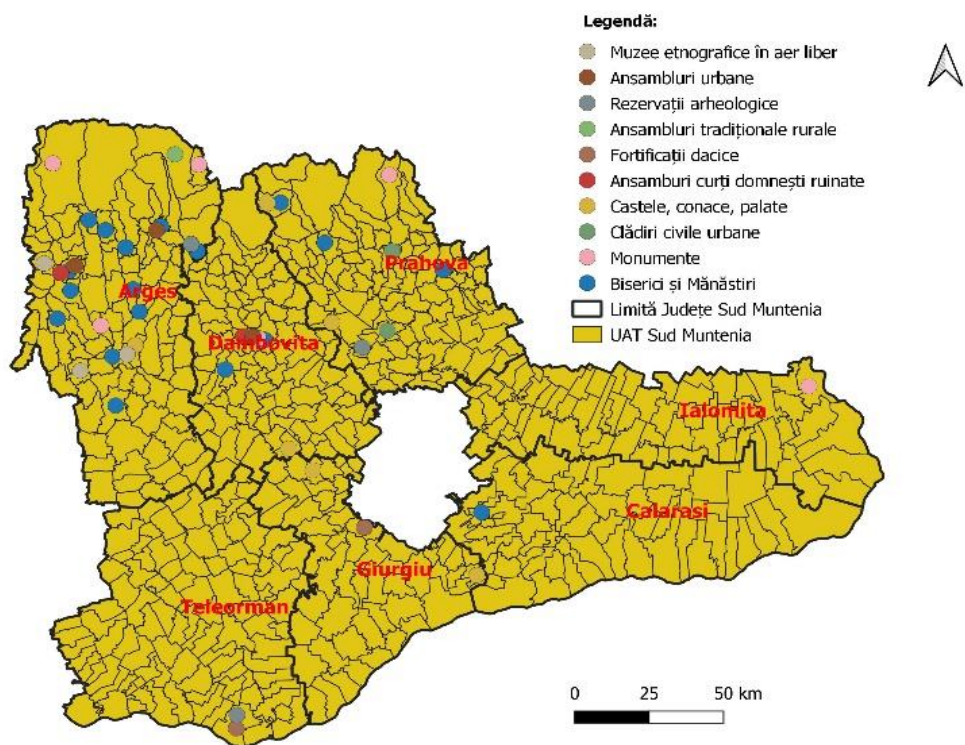 Legendă:
Muzee etnografice în aer liber
Ansambluri urbane
Rezervații arheologice
Ansambluri tradiționale rurale
Fortificații dacice
Ansamburi curți domnești ruinate
Castele, conace, palate
Clădiri civile urbane
Monumente
Biserici și Mănăstiri
Limită Județe Sud Muntenia
UAT Sud Muntenia
Prahova
Arges
Dambovita
Ialomita
Calarasi
Giurgiu
Teleorman
0 25 50 km